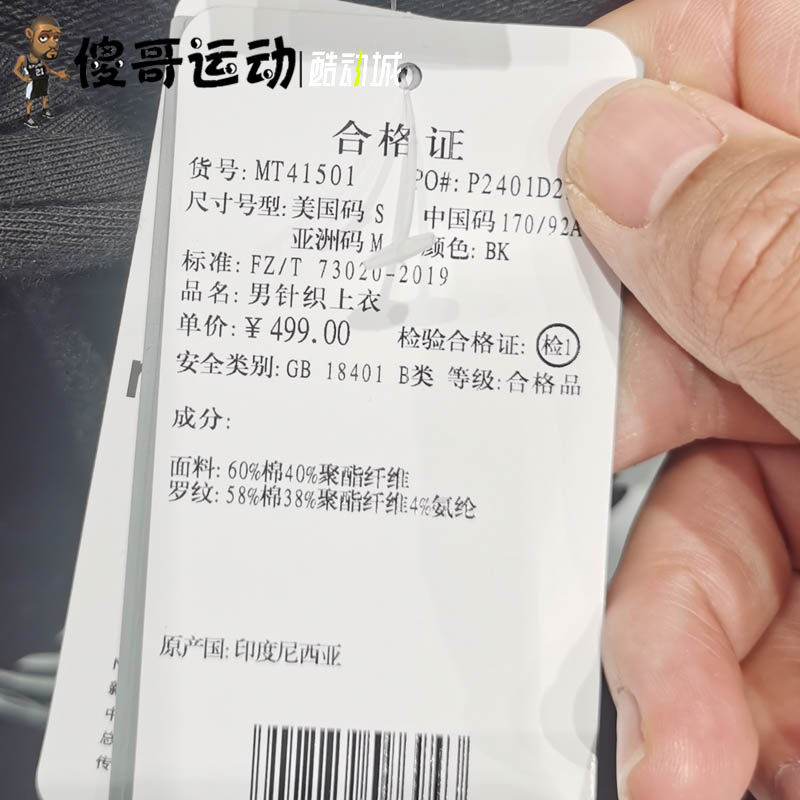 傻哥运动|酷动城
合格证
货号: MT41501 PO#: P2401D2
尺寸号型: 美国码 S 中国码 170/92A
亚洲码 M 颜色: BK
标准: FZ/T 73020-2019
品名: 男针织上衣
单价: ¥ 499.00 检验合格证: 检1
安全类别: GB 18401 B类 等级: 合格品
成分:
面料: 60%棉40%聚酯纤维
罗纹: 58%棉38%聚酯纤维4%氨纶
原产国: 印度尼西亚